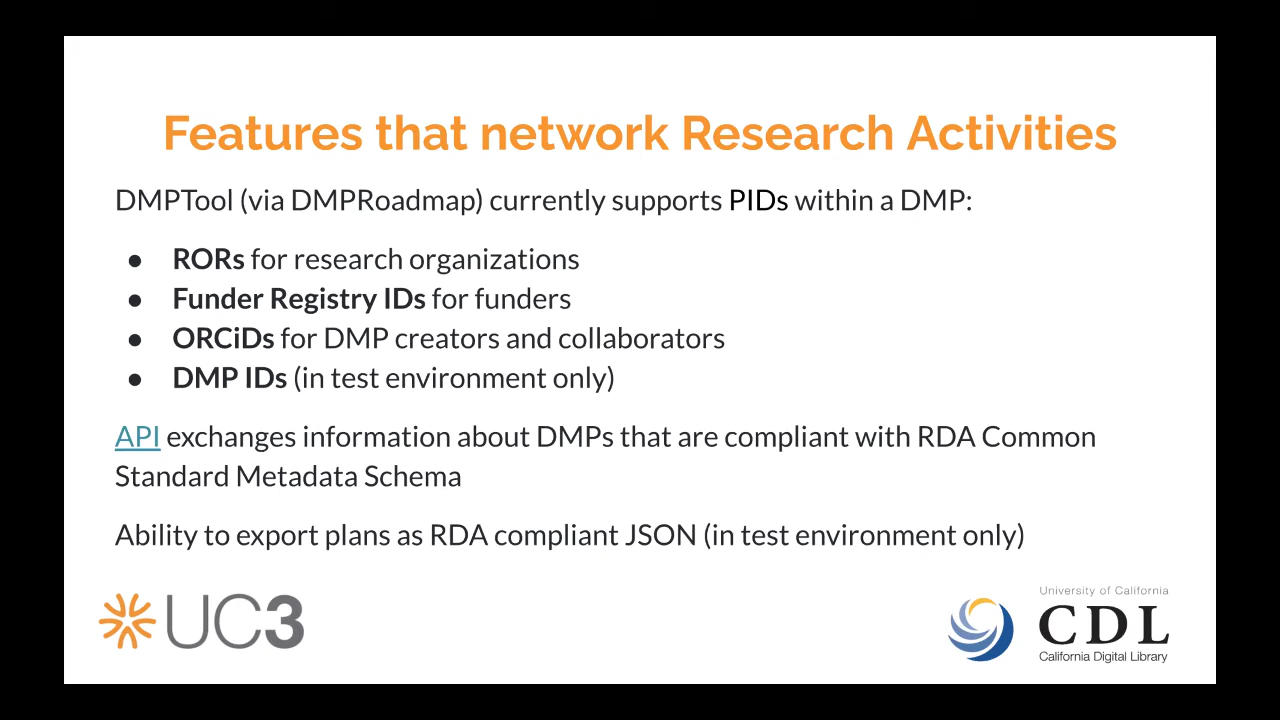 Features that network Research Activities
DMPTool (via DMPRoadmap) currently supports PIDs within a DMP:
● RORs for research organizations
● Funder Registry IDs for funders
● ORCiDs for DMP creators and collaborators
● DMP IDs (in test environment only)
API exchanges information about DMPs that are compliant with RDA Common
Standard Metadata Schema
Ability to export plans as RDA compliant JSON (in test environment only)
UC3
University of California
CDL
California Digital Library